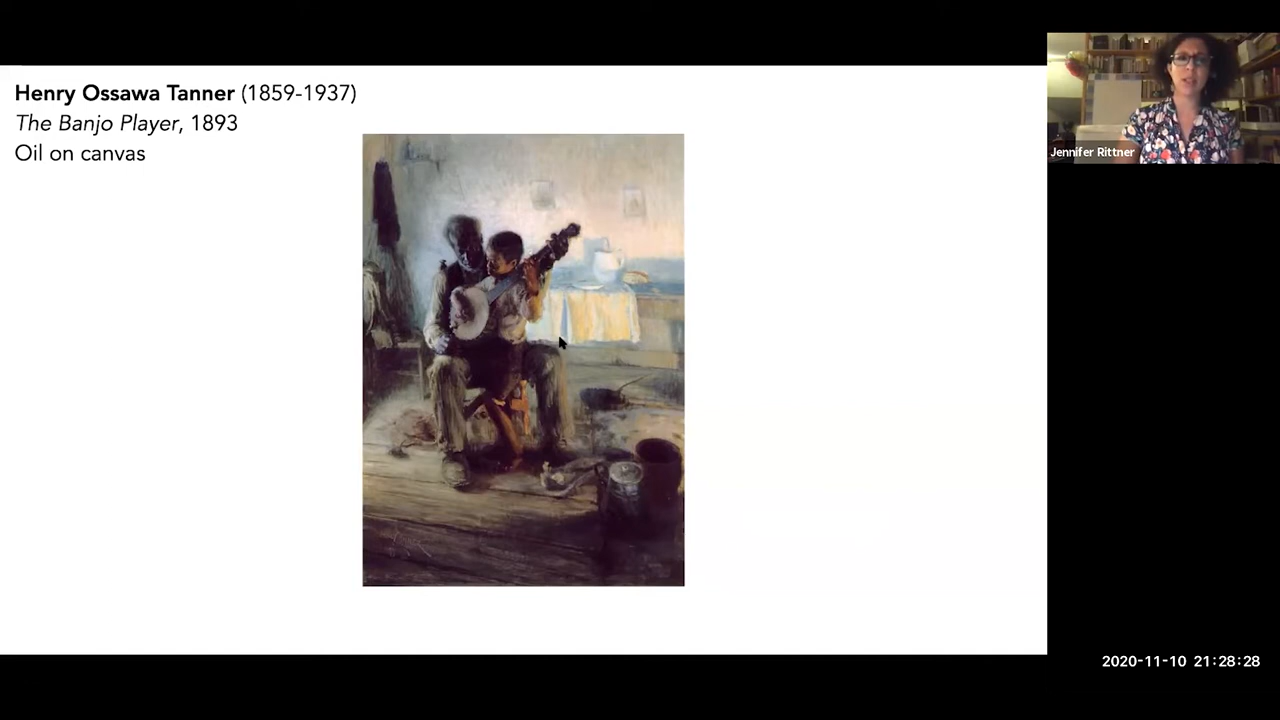 Henry Ossawa Tanner (1859-1937)
The Banjo Player, 1893
Oil on canvas
Jennifer Rittner
2020-11-10 21:28:28